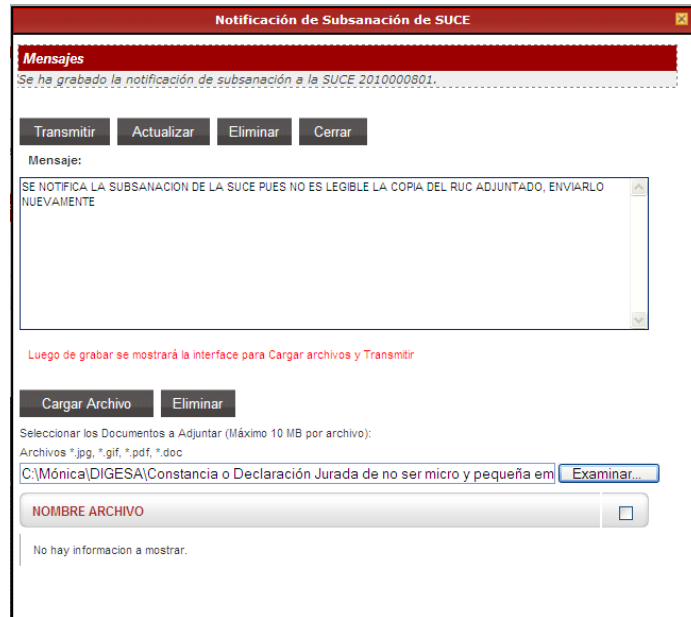 Notificación de Subsanación de SUCE
Mensajes
Se ha grabado la notificación de subsanación a la SUCE 2010000801.
Transmitir Actualizar Eliminar Cerrar
Mensaje:
SE NOTIFICA LA SUBSANACION DE LA SUCE PUES NO ES LEGIBLE LA COPIA DEL RUC ADJUNTADO, ENVIARLO
NUEVAMENTE
Luego de grabar se mostrará la interface para Cargar archivos y Transmitir
Cargar Archivo Eliminar
Seleccionar los Documentos a Adjuntar (Máximo 10 MB por archivo):
Archivos *.jpg, *.gif, *.pdf, *.doc
C:\Mónica\DIGESA\Constancia o Declaración Jurada de no ser micro y pequeña em Examinar...
NOMBRE ARCHIVO
No hay informacion a mostrar.